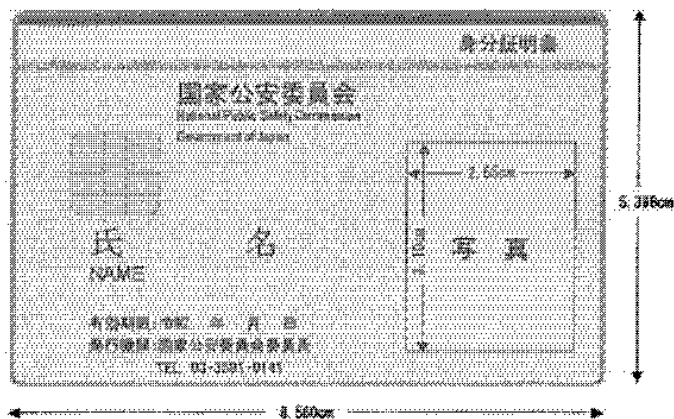 身分証明書
国家公安委員会
National Public Safety Commission
Government of Japan
2.50cm
5.398cm
氏 名
写 真
NAME
有効期限:令和 年 月 日
発行機関:国家公安委員会委員長
TEL 03-3581-0141
8.560cm